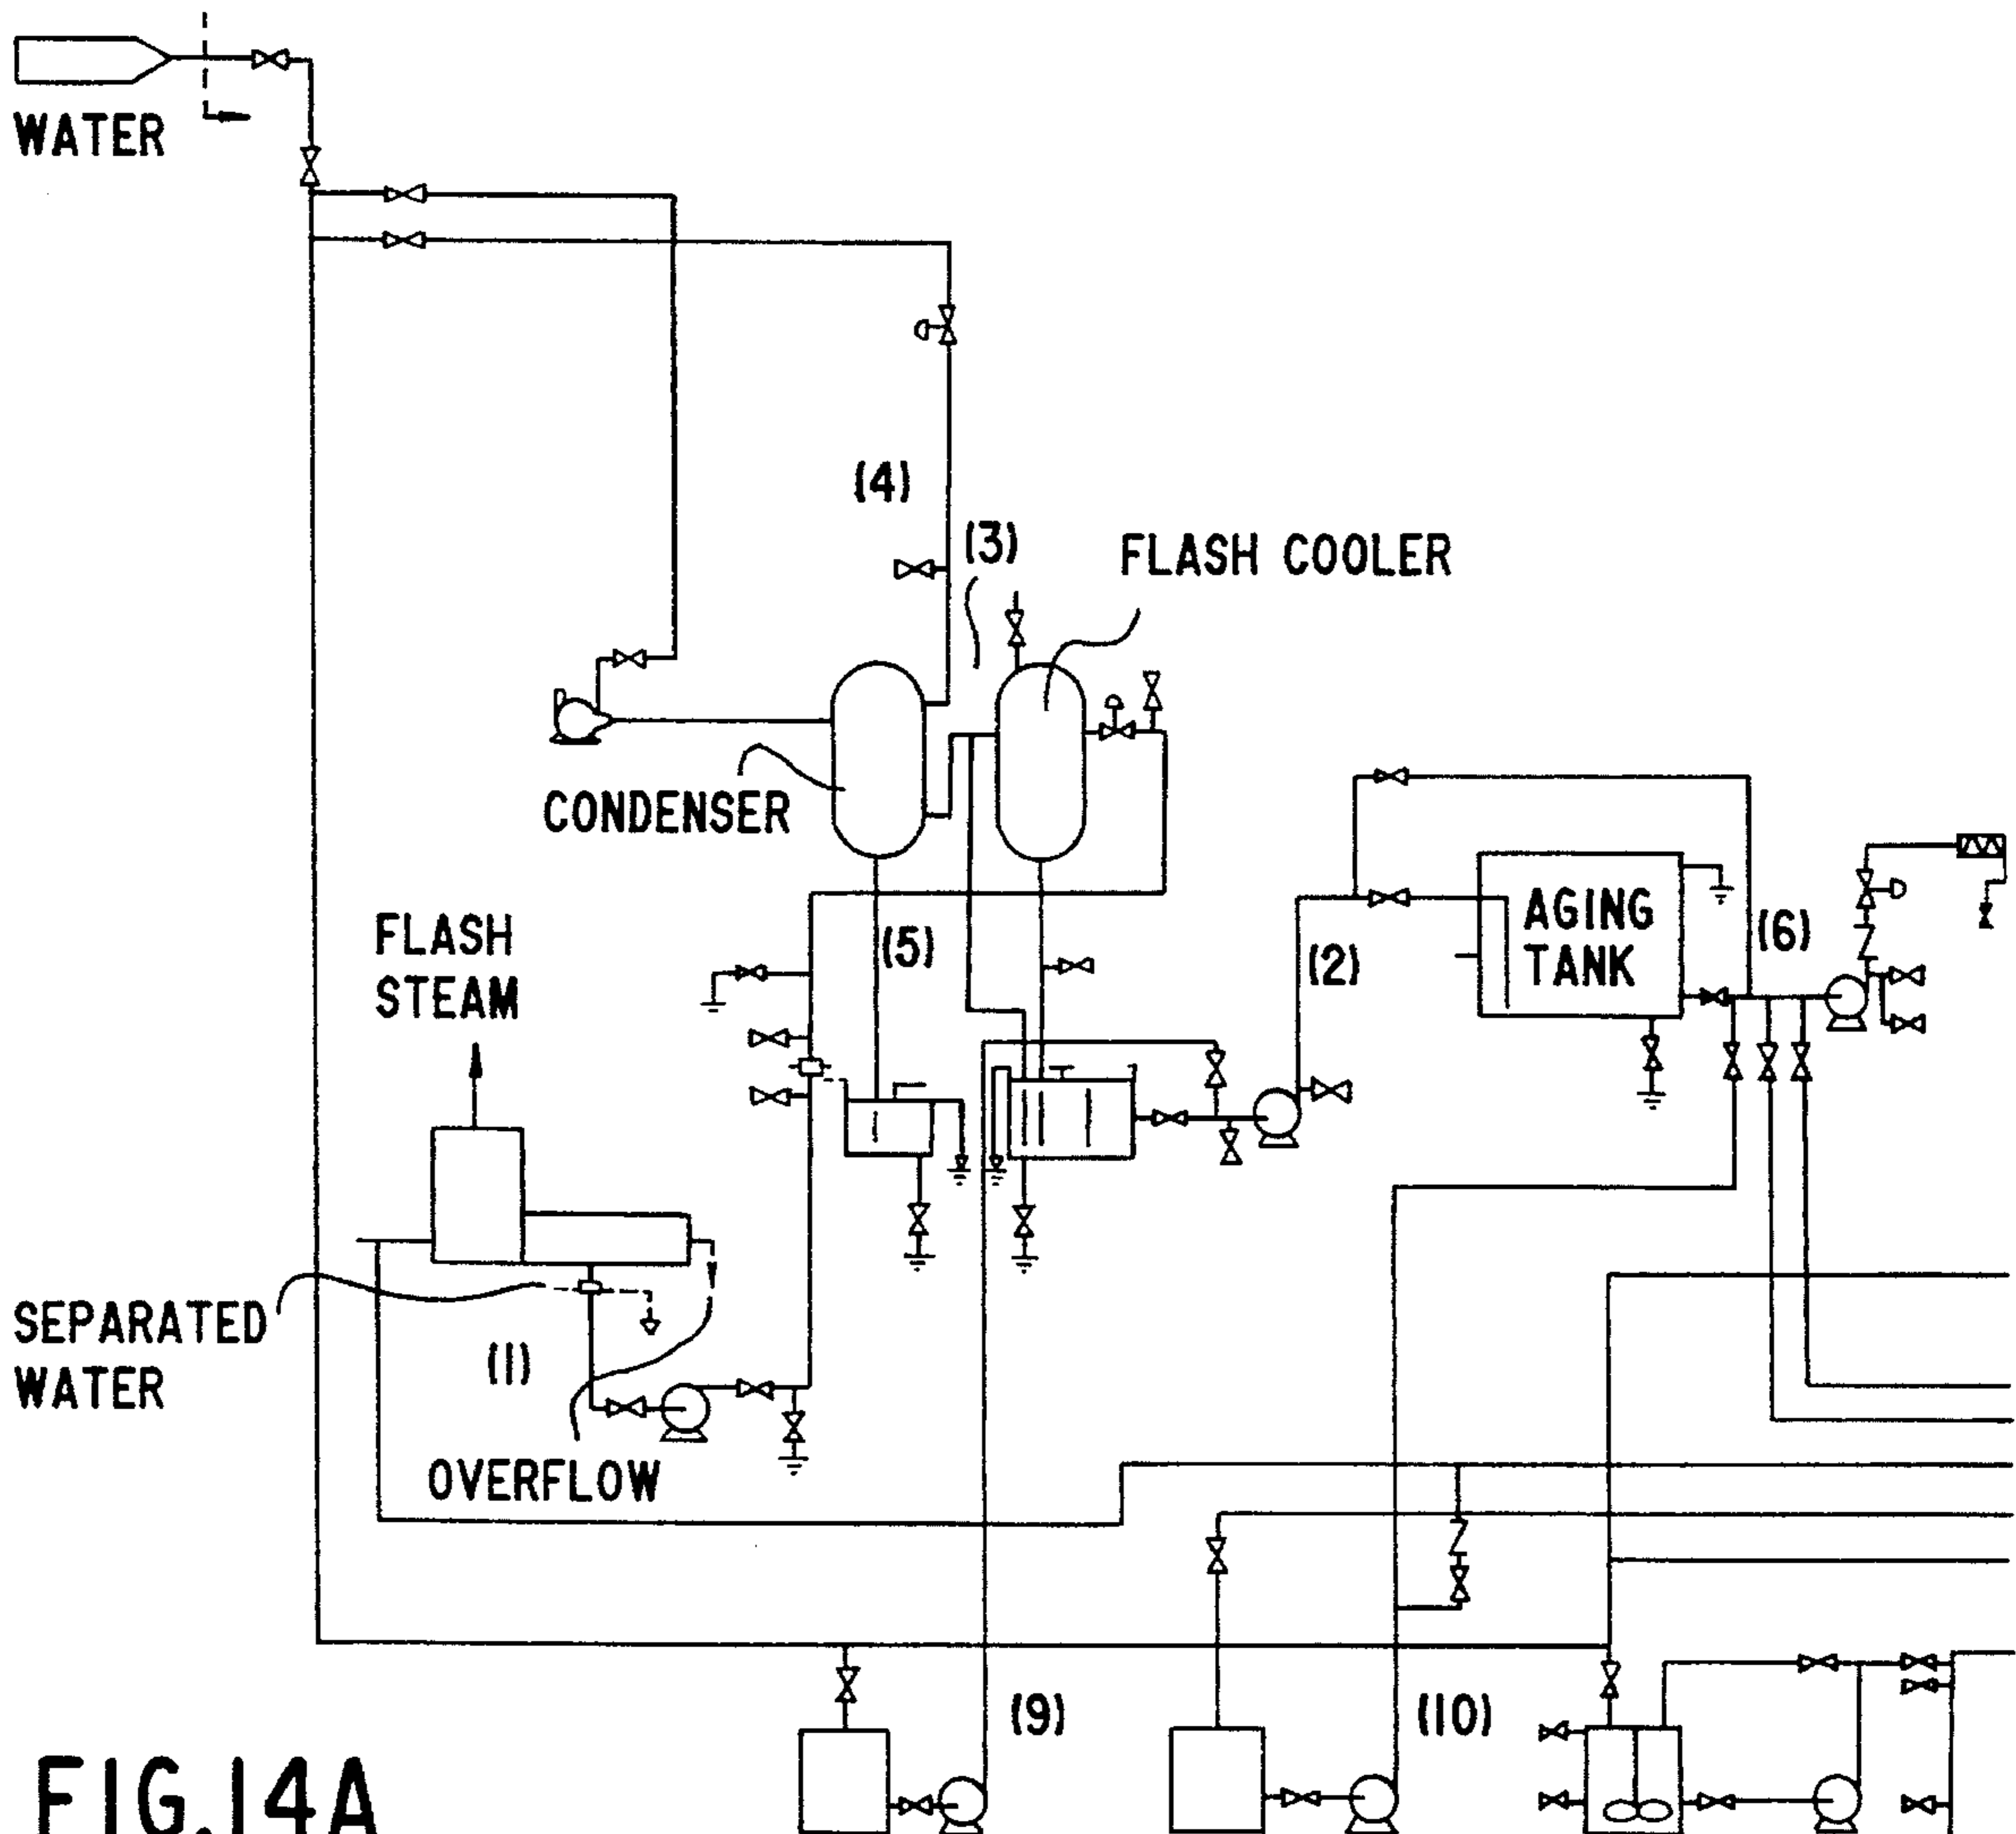 WATER
(4)
(3)
FLASH COOLER
CONDENSER
FLASH
STEAM
(5)
(2)
AGING
TANK
(6)
SEPARATED
WATER
(1)
OVERFLOW
(9)
(10)
FIG.14A